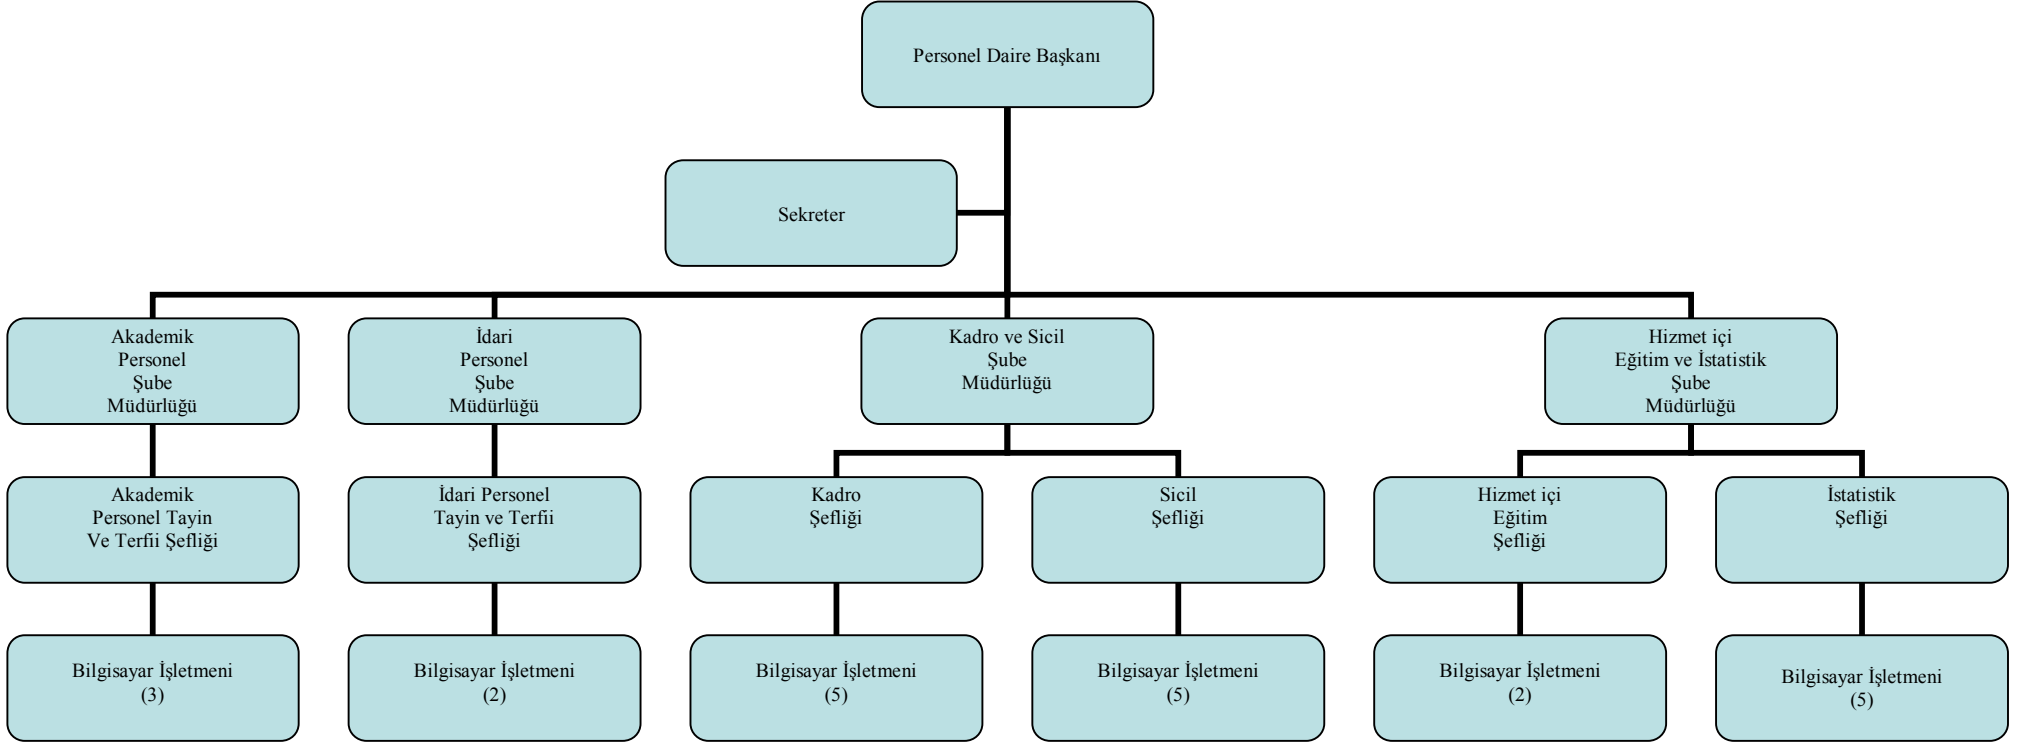 Personel Daire Başkanı
Sekreter
Akademik
Personel
Şube
Müdürlüğü
İdari
Personel
Şube
Müdürlüğü
Kadro ve Sicil
Şube
Müdürlüğü
Hizmet içi
Eğitim ve İstatistik
Şube
Müdürlüğü
Akademik
Personel Tayin
Ve Terfii Şefliği
İdari Personel
Tayin ve Terfii
Şefliği
Kadro
Şefliği
Sicil
Şefliği
Hizmet içi
Eğitim
Şefliği
İstatistik
Şefliği
Bilgisayar İşletmeni
(3)
Bilgisayar İşletmeni
(2)
Bilgisayar İşletmeni
(5)
Bilgisayar İşletmeni
(5)
Bilgisayar İşletmeni
(2)
Bilgisayar İşletmeni
(5)